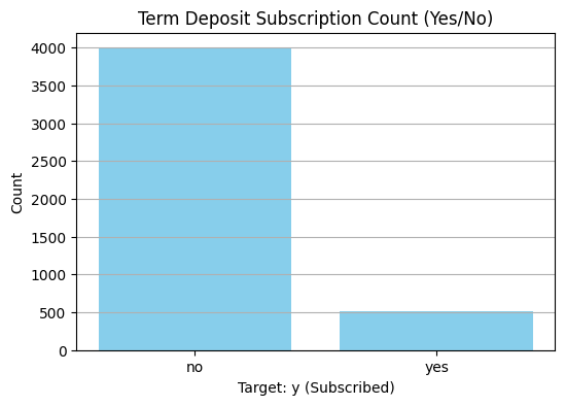 Term Deposit Subscription Count (Yes/No)
4000
3500
3000
2500
2000
1500
1000
500
0
Count
no
yes
Target: y (Subscribed)